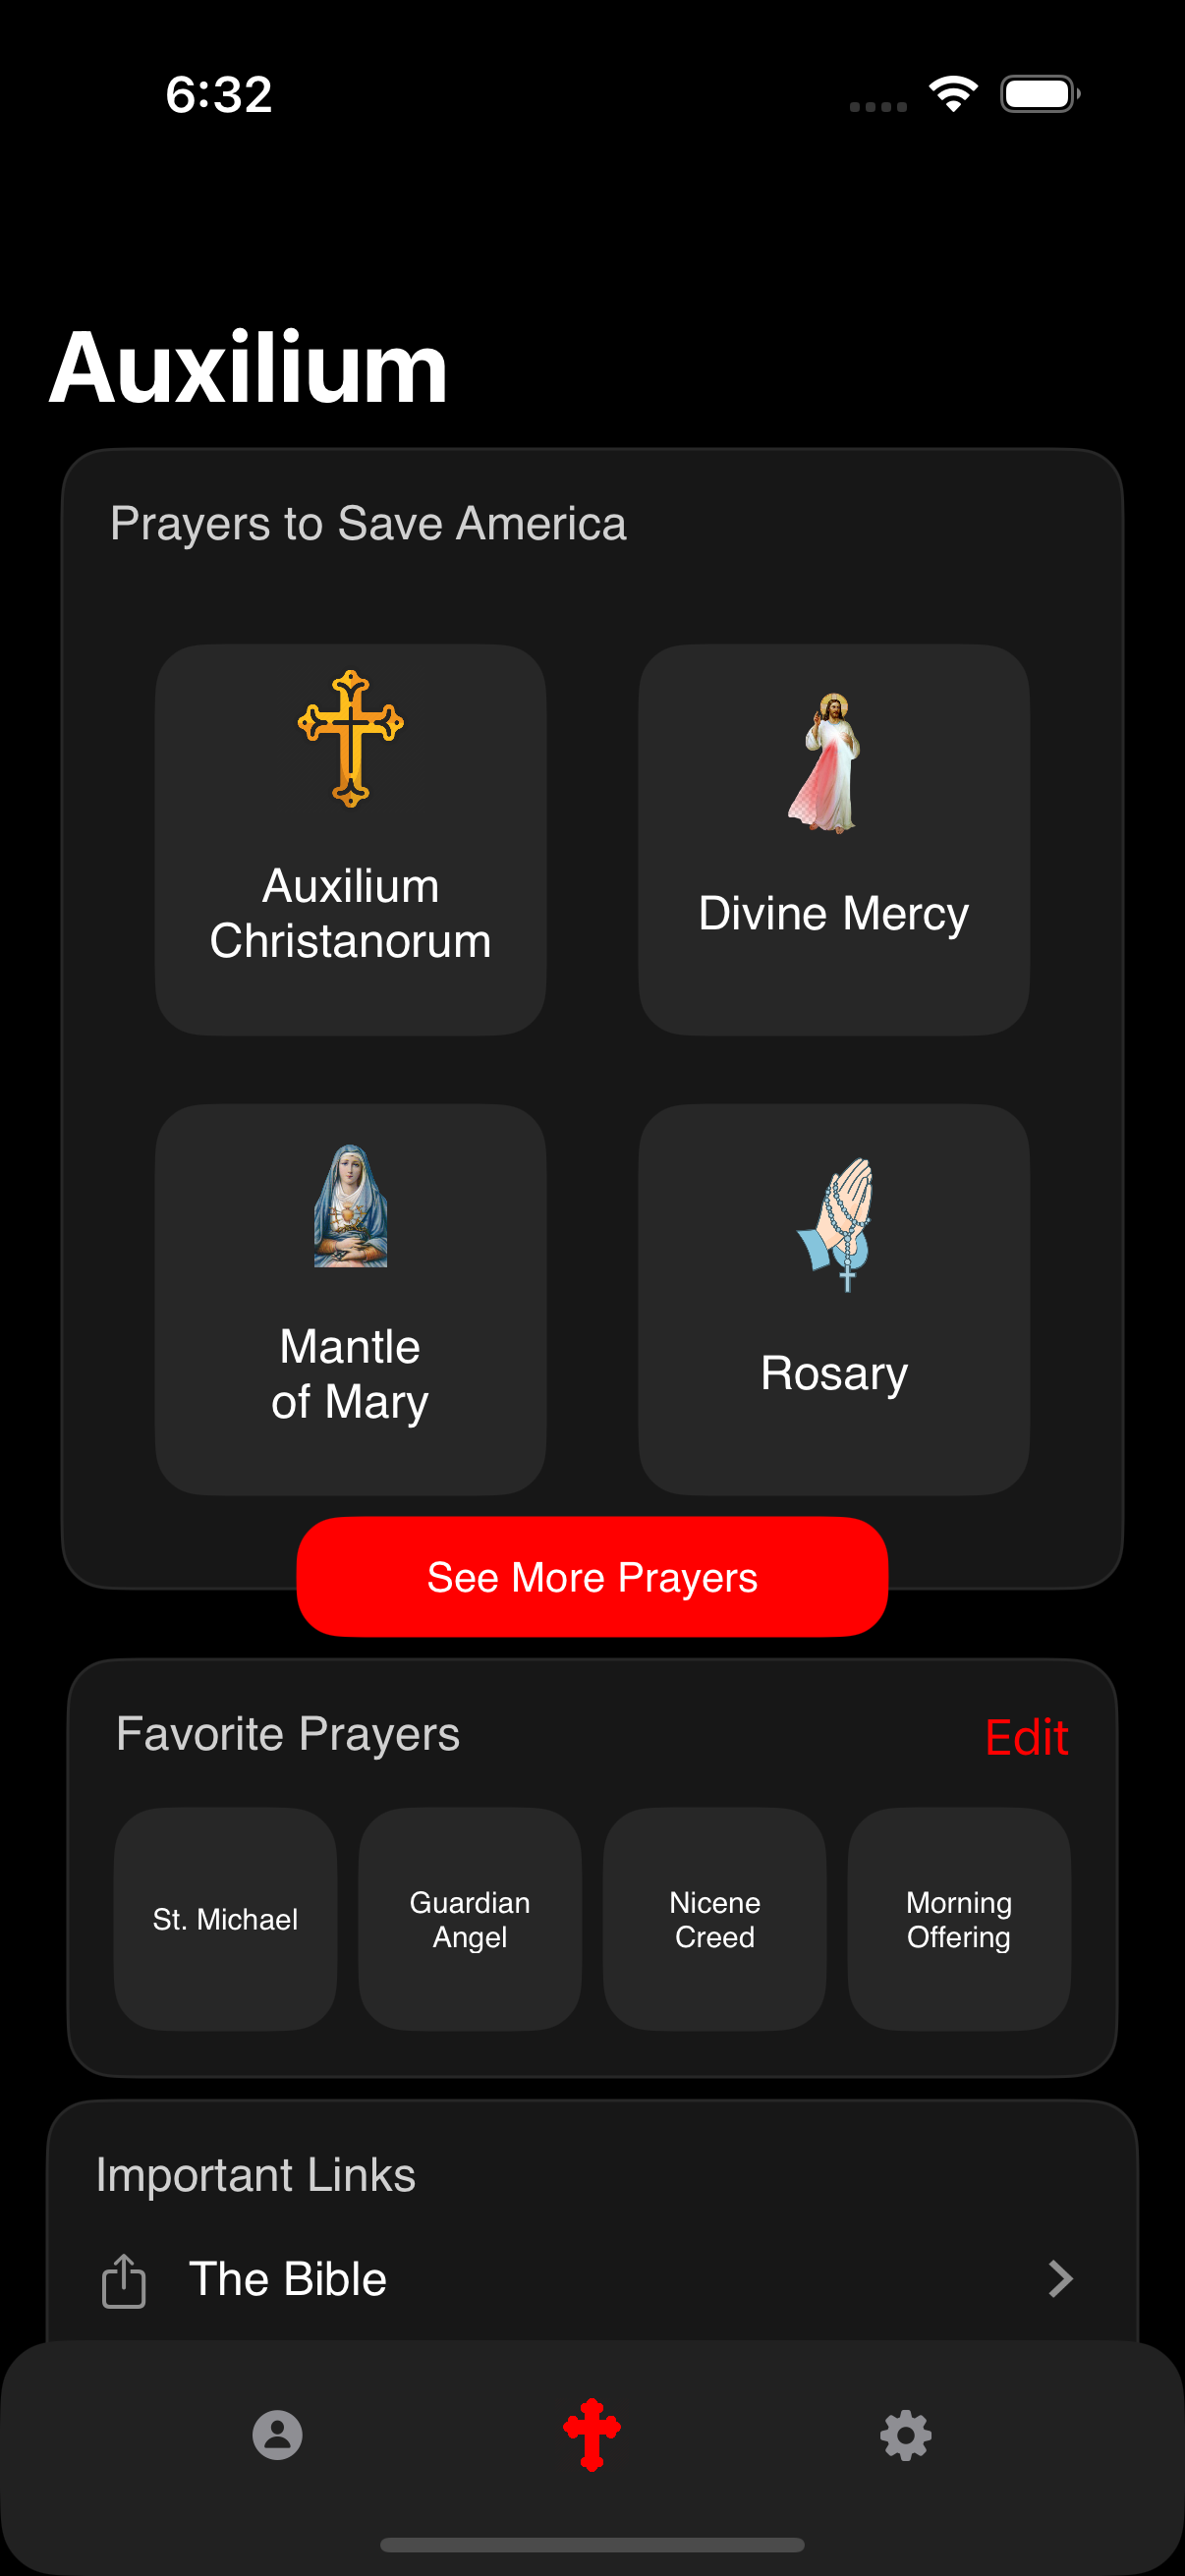 6:32
Auxilium
Prayers to Save America
Auxilium
Christanorum
Divine Mercy
Mantle
of Mary
Rosary
See More Prayers
Favorite Prayers
Edit
St. Michael
Guardian
Angel
Nicene
Creed
Morning
Offering
Important Links
The Bible